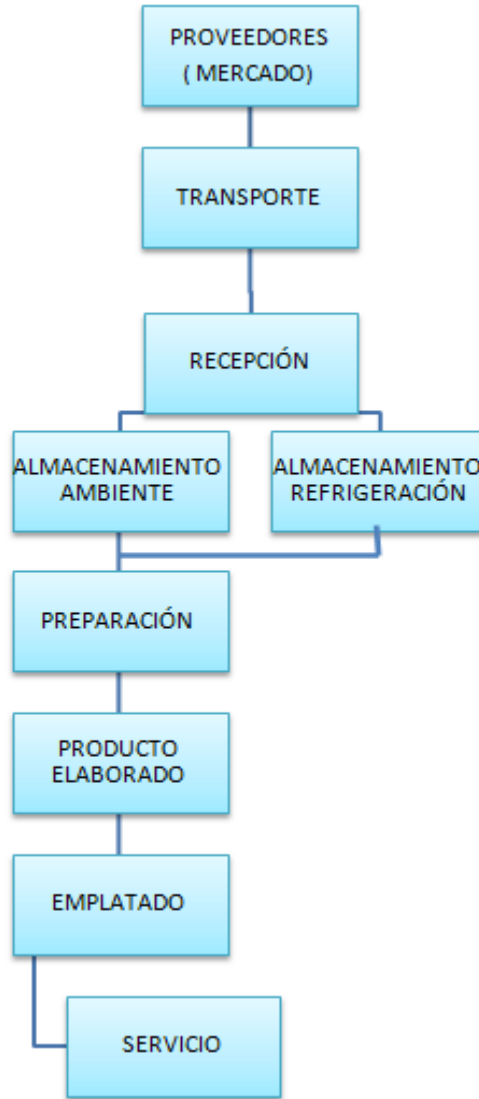 PROVEEDORES
( MERCADO)
TRANSPORTE
RECEPCIÓN
ALMACENAMIENTO
AMBIENTE
ALMACENAMIENTO
REFRIGERACIÓN
PREPARACIÓN
PRODUCTO
ELABORADO
EMPLATADO
SERVICIO